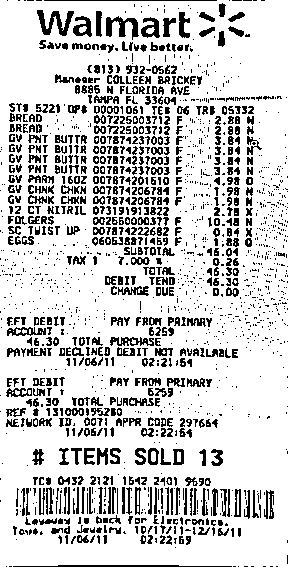 Walmart
Save money. Live better.
(813) 932-0562
Manager COLLEEN BRICKEY
8885 N FLORIDA AVE
TAMPA FL 33604
ST# 5221 OP# 00001061 TE# 06 TR# 05332
BREAD 007225003712 F 2.88 N
BREAD 007225003712 F 2.88 N
GV PNT BUTTR 007874237003 F 3.84 N
GV PNT BUTTR 007874237003 F 3.84 N
GV PNT BUTTR 007874237003 F 3.84 N
GV PNT BUTTR 007874237003 F 3.84 N
GV PARM 16OZ 007874201510 F 4.98 O
GV CHNK CHKN 007874206784 F 1.98 N
GV CHNK CHKN 007874206784 F 1.98 N
12 CT NITRIL 073191913822 2.78 X
FOLGERS 002550000377 F 10.48 N
SC TWIST UP 007874222682 F 0.84 X
EGGS 060538871459 F 1.88 O
SUBTOTAL 46.04
TAX 1 7.000 % 0.26
TOTAL 46.30
DEBIT TEND 46.30
CHANGE DUE 0.00
EFT DEBIT PAY FROM PRIMARY
ACCOUNT : 6259
46.30 TOTAL PURCHASE
PAYMENT DECLINED DEBIT NOT AVAILABLE
11/06/11 02:21:54
EFT DEBIT PAY FROM PRIMARY
ACCOUNT : 6259
46.30 TOTAL PURCHASE
REF # 131000195280
NETWORK ID. 0071 APPR CODE 297664
11/06/11 02:22:54
# ITEMS SOLD 13
TC# 0432 2121 1542 2401 9690
Layaway is back for Electronics,
Toys, and Jewelry. 10/17/11-12/16/11
11/06/11 02:22:59